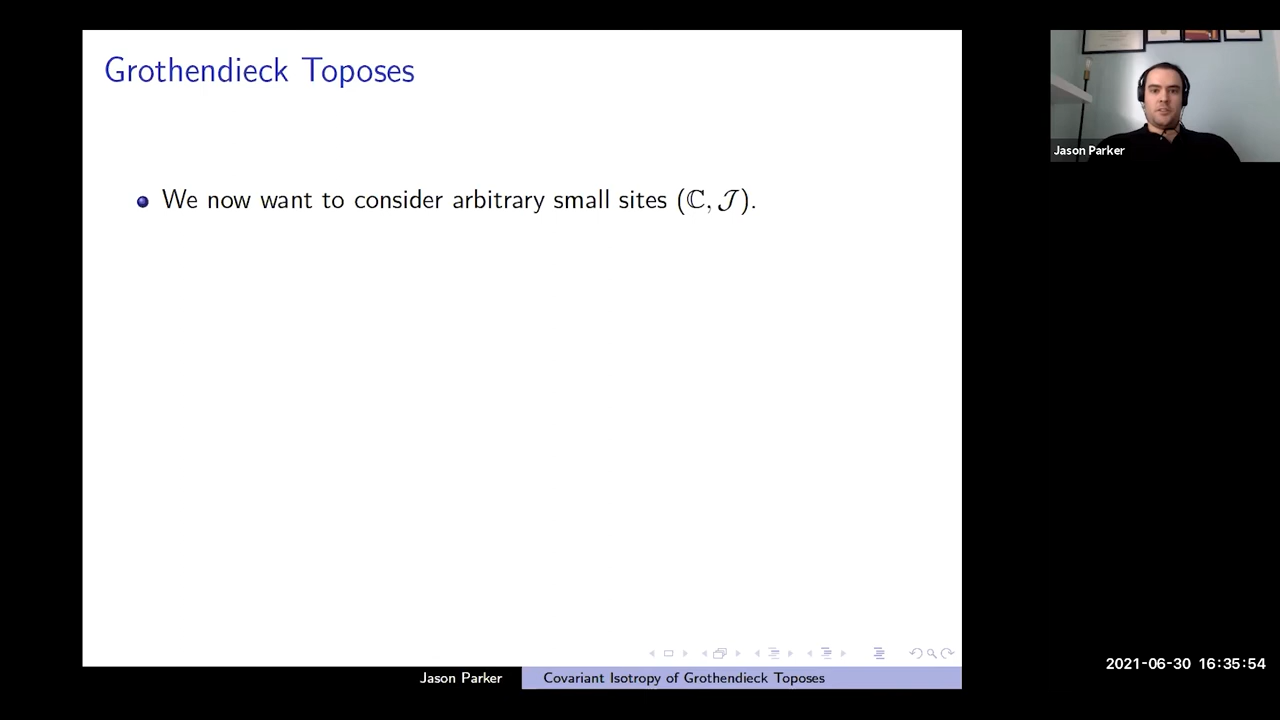 Grothendieck Toposes
We now want to consider arbitrary small sites (ℂ, 𝒥).
Jason Parker
Jason Parker
Covariant Isotropy of Grothendieck Toposes
2021-06-30 16:35:54